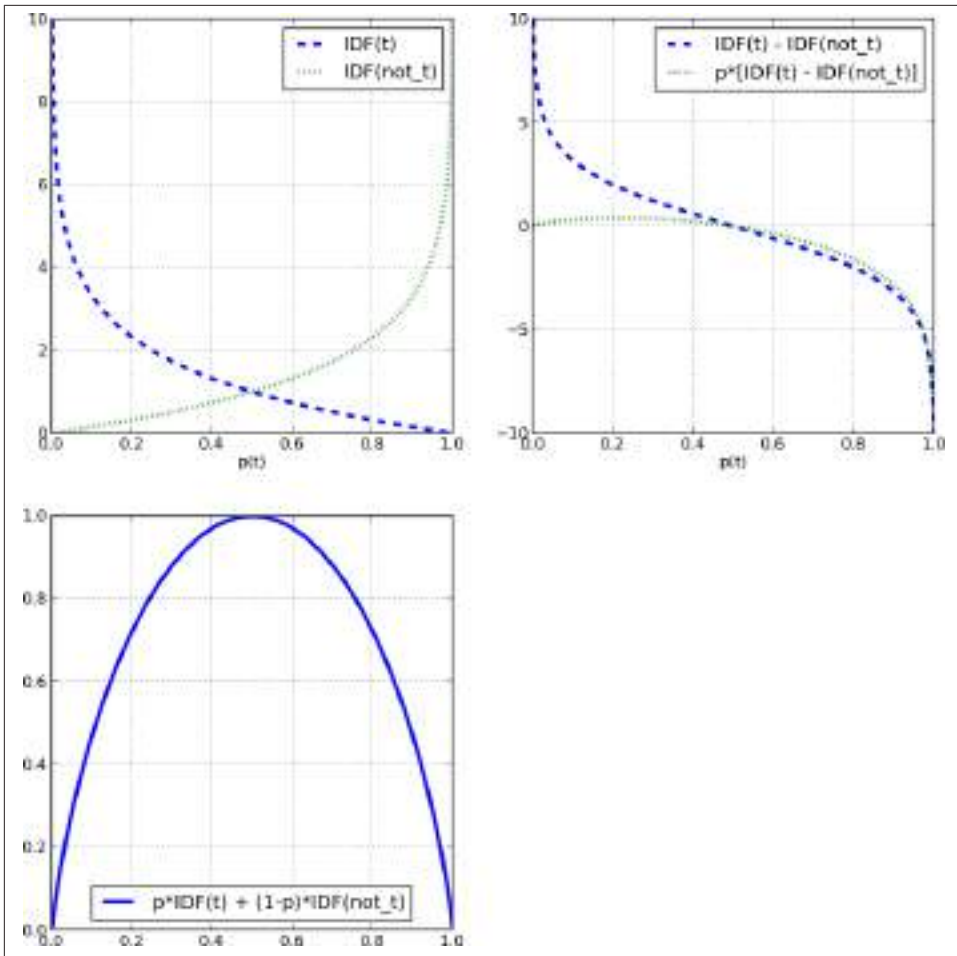 10
8
6
4
2
0
0.0 0.2 0.4 0.6 0.8 1.0
p(t)
IDF(t)
IDF(not_t)
10
5
0
−5
−10
0.0 0.2 0.4 0.6 0.8 1.0
p(t)
IDF(t) - IDF(not_t)
p*[IDF(t) - IDF(not_t)]
1.0
0.8
0.6
0.4
0.2
0.0
0.0 0.2 0.4 0.6 0.8 1.0
p*IDF(t) + (1-p)*IDF(not_t)